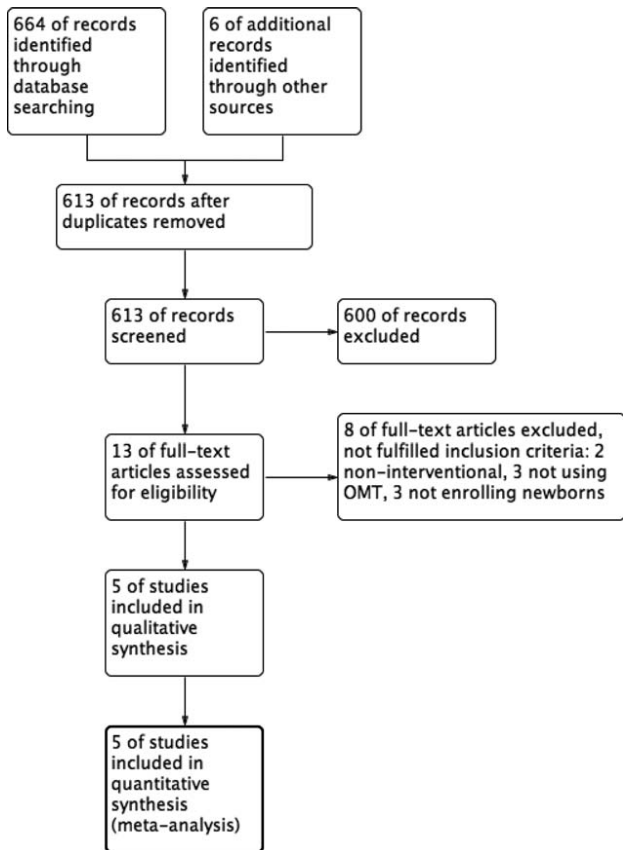 664 of records
identified
through
database
searching
6 of additional
records
identified
through other
sources
613 of records after
duplicates removed
613 of records
screened
600 of records
excluded
13 of full-text
articles assessed
for eligibility
8 of full-text articles excluded,
not fulfilled inclusion criteria: 2
non-interventional, 3 not using
OMT, 3 not enrolling newborns
5 of studies
included in
qualitative
synthesis
5 of studies
included in
quantitative
synthesis
(meta-analysis)